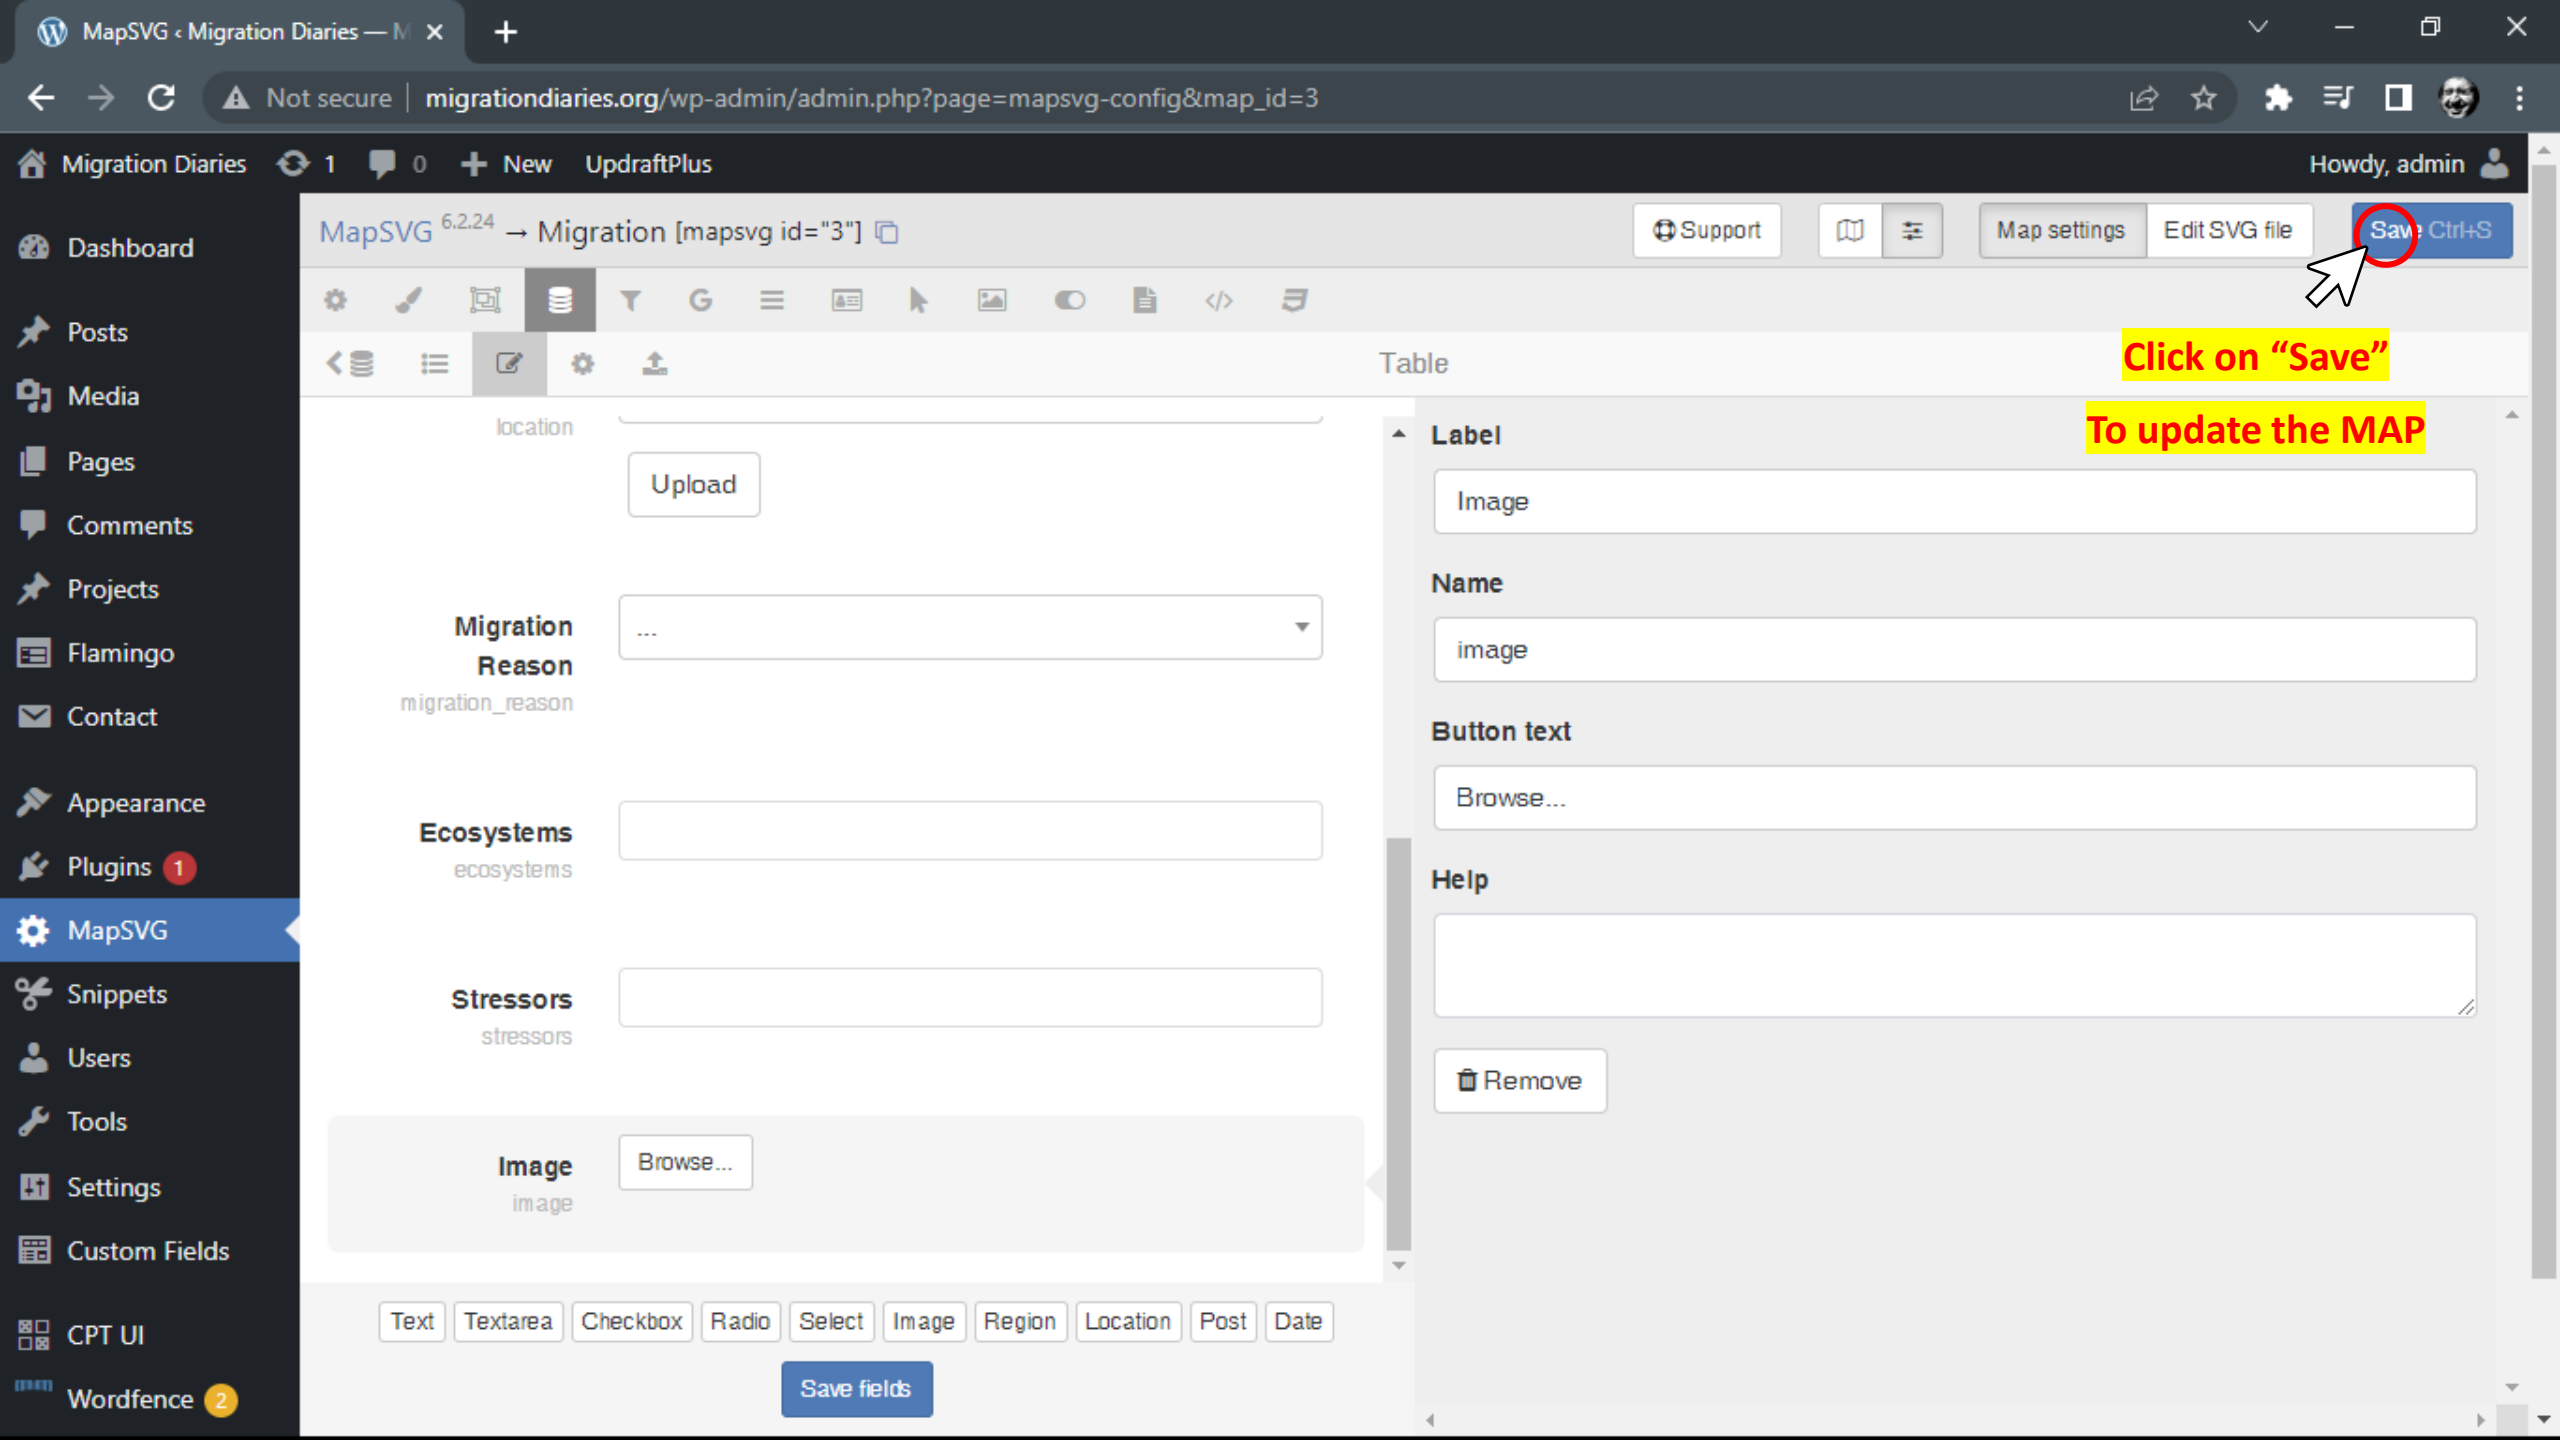 MapSVG ‹ Migration Diaries — M
Not secure | migrationdiaries.org/wp-admin/admin.php?page=mapsvg-config&map_id=3
Migration Diaries 1 0 + New UpdraftPlus Howdy, admin
MapSVG 6.2.24 → Migration [mapsvg id="3"] Support Map settings Edit SVG file Save Ctrl+S
Dashboard
Posts
Media
Pages
Comments
Projects
Flamingo
Contact
Appearance
Plugins 1
MapSVG
Snippets
Users
Tools
Settings
Custom Fields
CPT UI
Wordfence 2
Table
Click on “Save”
To update the MAP
location
Upload
Migration
Reason
migration_reason
...
Ecosystems
ecosystems
Stressors
stressors
Image
image
Browse...
Text Textarea Checkbox Radio Select Image Region Location Post Date
Save fields
Label
Image
Name
image
Button text
Browse...
Help
Remove